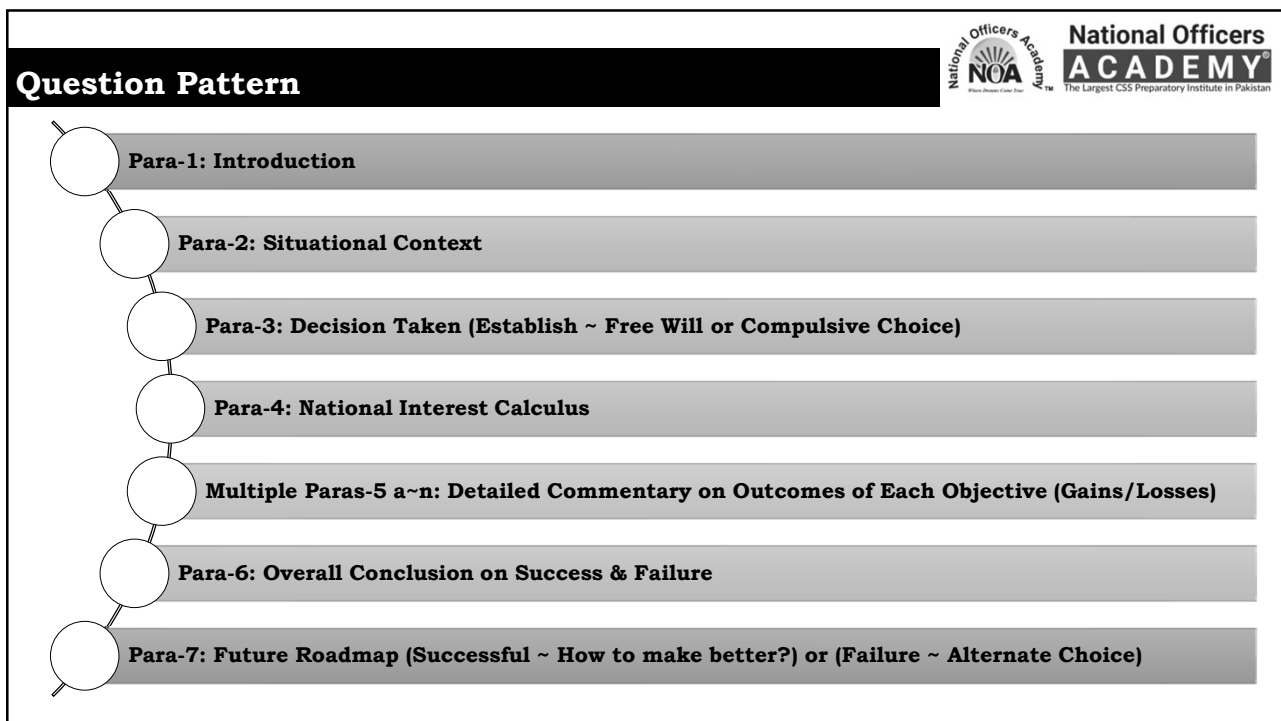 Question Pattern
National Officers Academy
NOA
Where Dreams Come True
TM
National Officers
ACADEMY®
The Largest CSS Preparatory Institute in Pakistan
Para-1: Introduction
Para-2: Situational Context
Para-3: Decision Taken (Establish ~ Free Will or Compulsive Choice)
Para-4: National Interest Calculus
Multiple Paras-5 a~n: Detailed Commentary on Outcomes of Each Objective (Gains/Losses)
Para-6: Overall Conclusion on Success & Failure
Para-7: Future Roadmap (Successful ~ How to make better?) or (Failure ~ Alternate Choice)